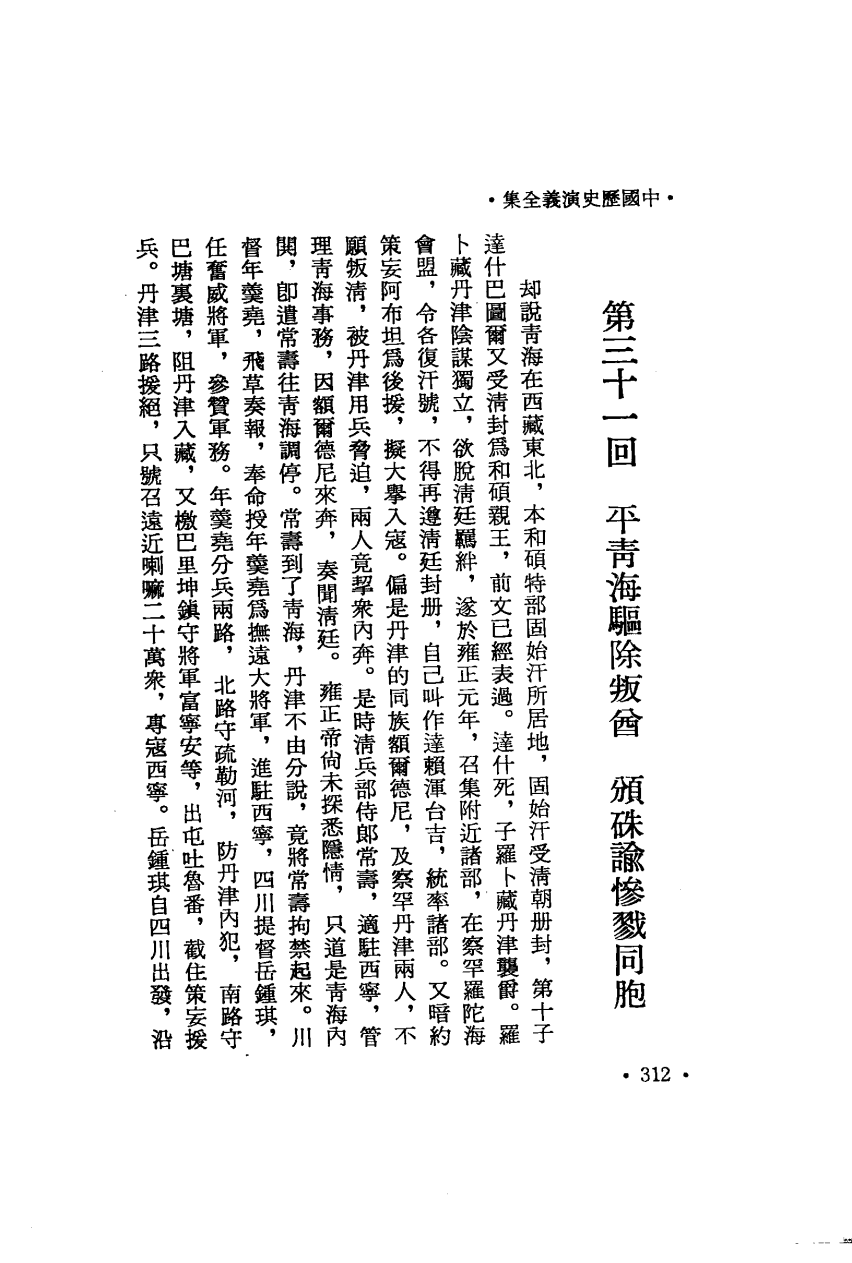 •中國歷史演義全集•
第三十一回　平青海驅除叛酋　頒硃諭慘戮同胞
却說青海在西藏東北，本和碩特部固始汗所居地，固始汗受清朝册封，第十子
達什巴圖爾又受清封爲和碩親王，前文已經表過。達什死，子羅卜藏丹津襲爵。羅
卜藏丹津陰謀獨立，欲脫清廷羈絆，遂於雍正元年，召集附近諸部，在察罕羅陀海
會盟，令各復汗號，不得再遵清廷封册，自己叫作達賴渾台吉，統率諸部。又暗約
策妄阿布坦爲後援，擬大擧入寇。偏是丹津的同族額爾德尼，及察罕丹津兩人，不
願叛清，被丹津用兵脅迫，兩人竟挈衆內奔。是時清兵部侍郎常壽，適駐西寧，管
理青海事務，因額爾德尼來奔，奏聞清廷。雍正帝尙未探悉隱情，只道是青海內
鬨，卽遣常壽往青海調停。常壽到了青海，丹津不由分說，竟將常壽拘禁起來。川
督年羹堯，飛草奏報，奉命授年羹堯爲撫遠大將軍，進駐西寧，四川提督岳鍾琪，
任奮威將軍，參贊軍務。年羹堯分兵兩路，北路守疏勒河，防丹津內犯，南路守
巴塘裏塘，阻丹津入藏，又檄巴里坤鎭守將軍富寧安等，出屯吐魯番，截住策妄援
兵。丹津三路援絕，只號召遠近喇嘛二十萬衆，專寇西寧。岳鍾琪自四川出發，沿
•312•